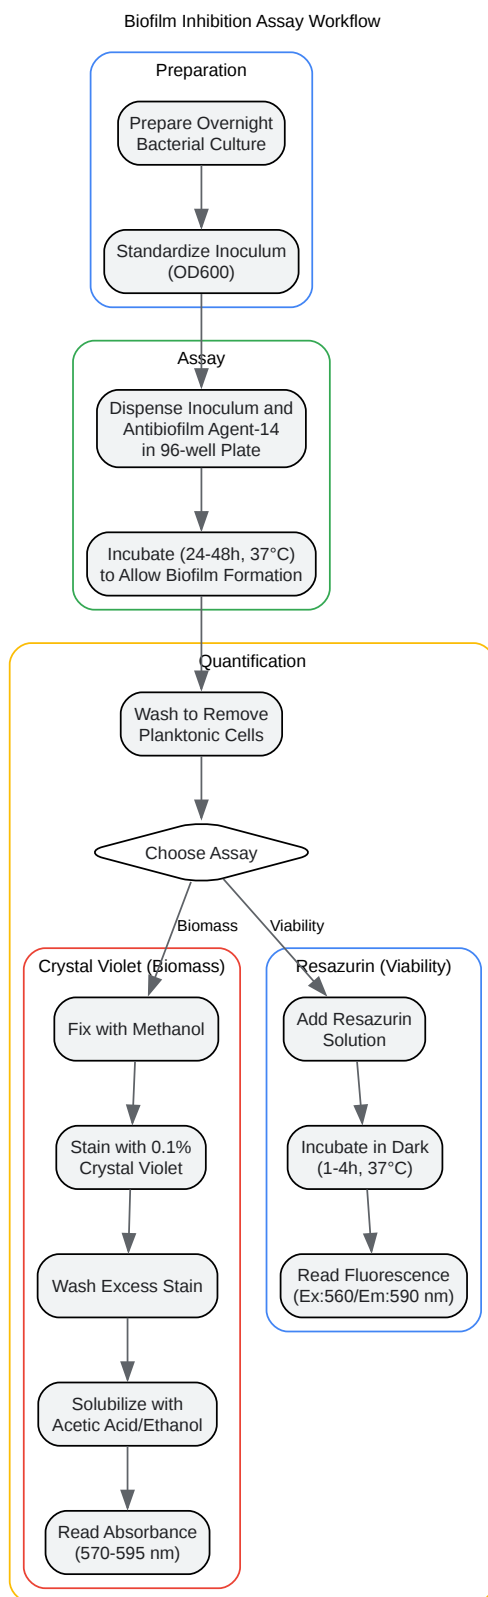 Biofilm Inhibition Assay Workflow
Preparation
Prepare Overnight
Bacterial Culture
Standardize Inoculum
(OD600)
Assay
Dispense Inoculum and
Antibiofilm Agent-14
in 96-well Plate
Incubate (24-48h, 37°C)
to Allow Biofilm Formation
Quantification
Wash to Remove
Planktonic Cells
Choose Assay
Biomass
Viability
Crystal Violet (Biomass)
Fix with Methanol
Stain with 0.1%
Crystal Violet
Wash Excess Stain
Solubilize with
Acetic Acid/Ethanol
Read Absorbance
(570-595 nm)
Resazurin (Viability)
Add Resazurin
Solution
Incubate in Dark
(1-4h, 37°C)
Read Fluorescence
(Ex:560/Em:590 nm)